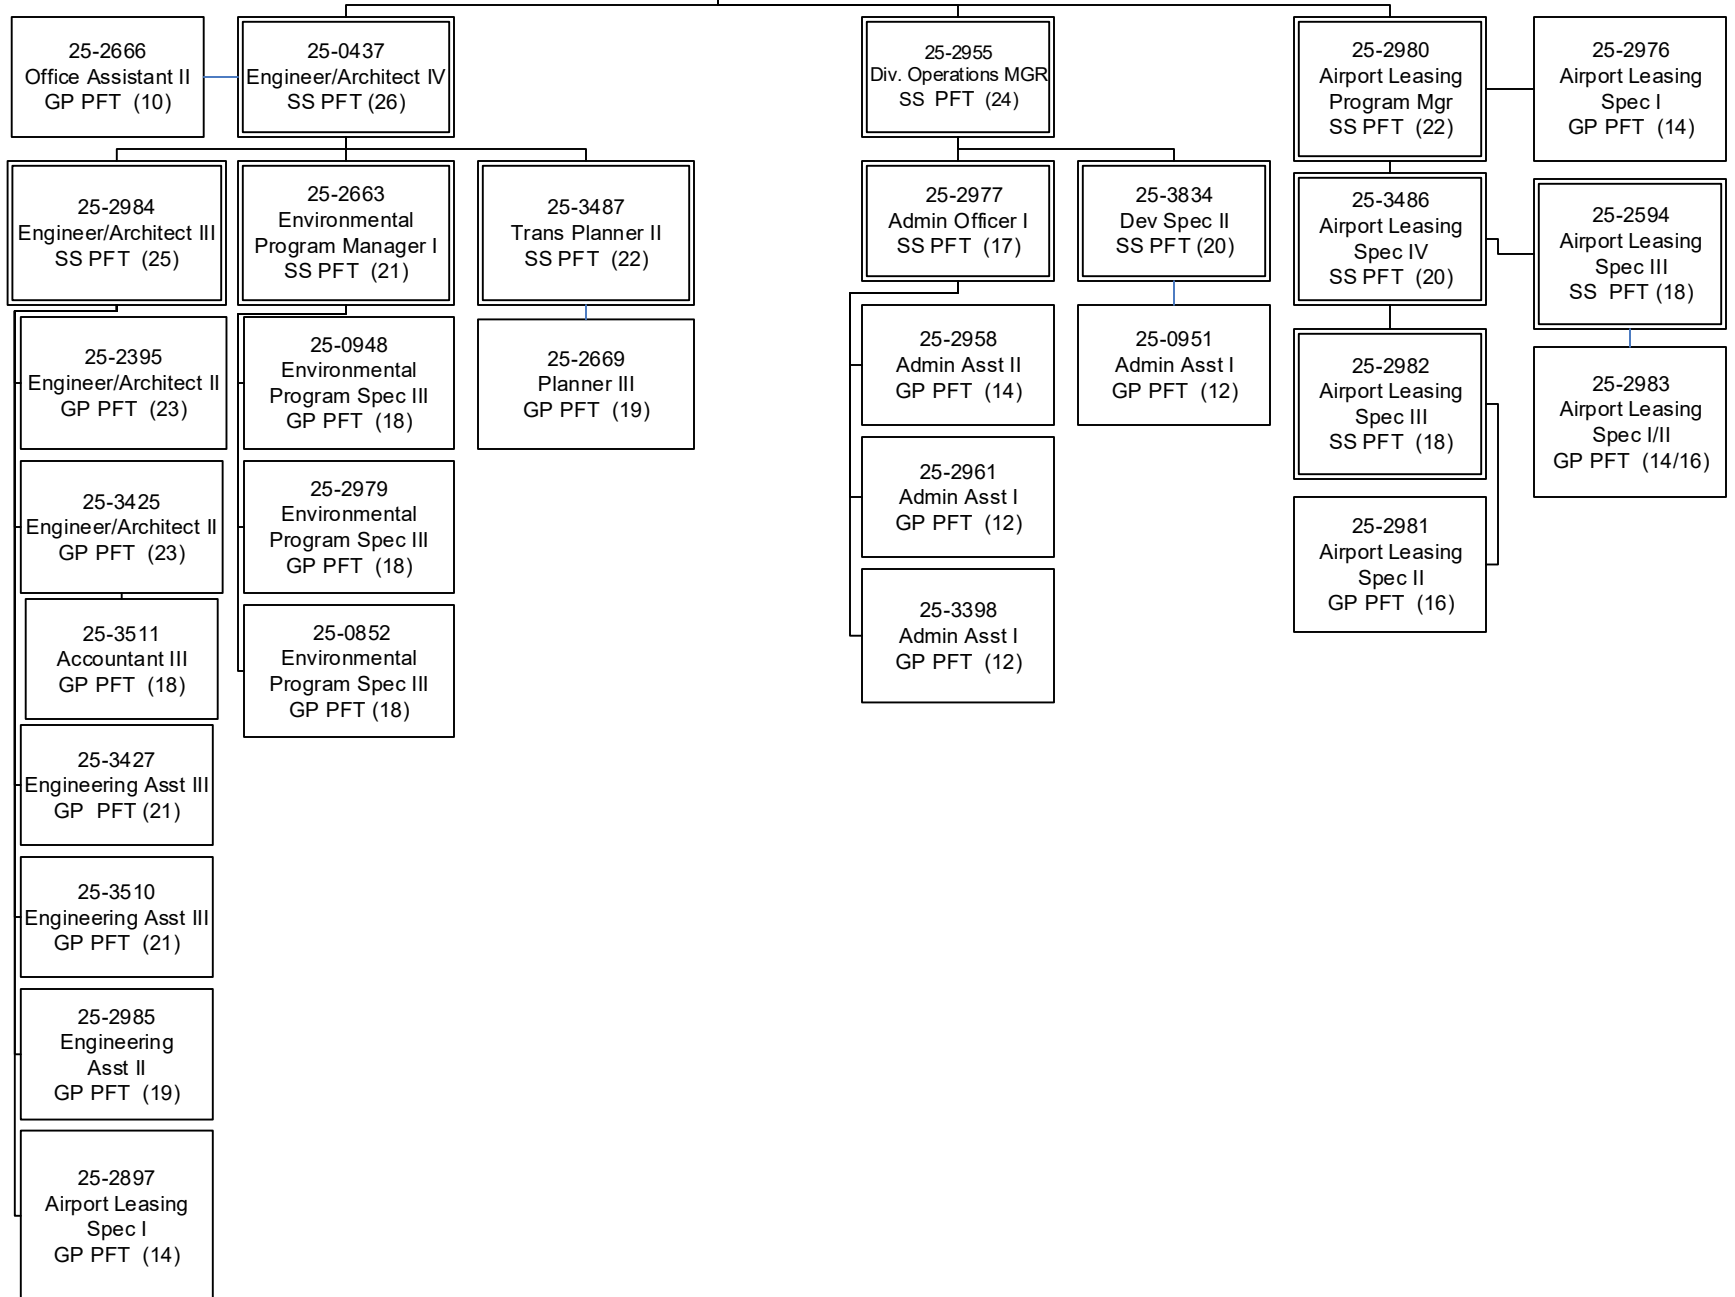 25-2666
Office Assistant II
GP PFT (10)
25-0437
Engineer/Architect IV
SS PFT (26)
25-2955
Div. Operations MGR
SS PFT (24)
25-2980
Airport Leasing
Program Mgr
SS PFT (22)
25-2976
Airport Leasing
Spec I
GP PFT (14)
25-2984
Engineer/Architect III
SS PFT (25)
25-2663
Environmental
Program Manager I
SS PFT (21)
25-3487
Trans Planner II
SS PFT (22)
25-2977
Admin Officer I
SS PFT (17)
25-3834
Dev Spec II
SS PFT (20)
25-3486
Airport Leasing
Spec IV
SS PFT (20)
25-2594
Airport Leasing
Spec III
SS PFT (18)
25-2395
Engineer/Architect II
GP PFT (23)
25-0948
Environmental
Program Spec III
GP PFT (18)
25-2669
Planner III
GP PFT (19)
25-2958
Admin Asst II
GP PFT (14)
25-0951
Admin Asst I
GP PFT (12)
25-2982
Airport Leasing
Spec III
SS PFT (18)
25-2983
Airport Leasing
Spec I/II
GP PFT (14/16)
25-3425
Engineer/Architect II
GP PFT (23)
25-2979
Environmental
Program Spec III
GP PFT (18)
25-2961
Admin Asst I
GP PFT (12)
25-2981
Airport Leasing
Spec II
GP PFT (16)
25-3511
Accountant III
GP PFT (18)
25-0852
Environmental
Program Spec III
GP PFT (18)
25-3398
Admin Asst I
GP PFT (12)
25-3427
Engineering Asst III
GP PFT (21)
25-3510
Engineering Asst III
GP PFT (21)
25-2985
Engineering
Asst II
GP PFT (19)
25-2897
Airport Leasing
Spec I
GP PFT (14)